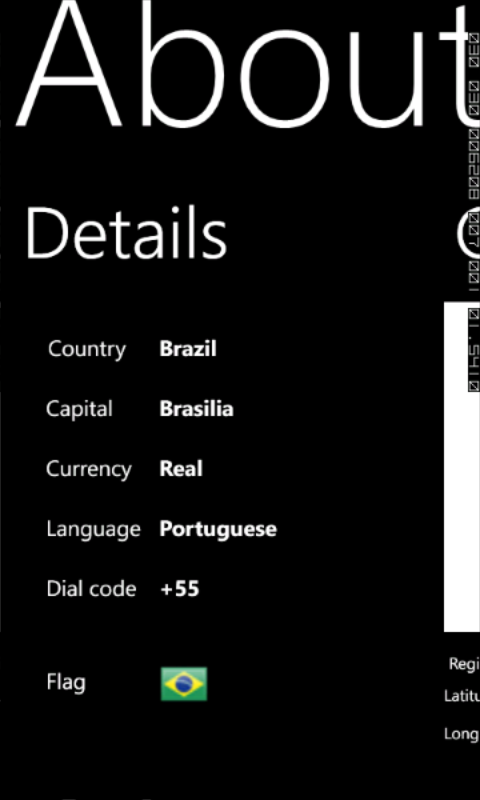 About
Details
Country Brazil
Capital Brasilia
Currency Real
Language Portuguese
Dial code +55
Flag
Regi
Latitu
Long